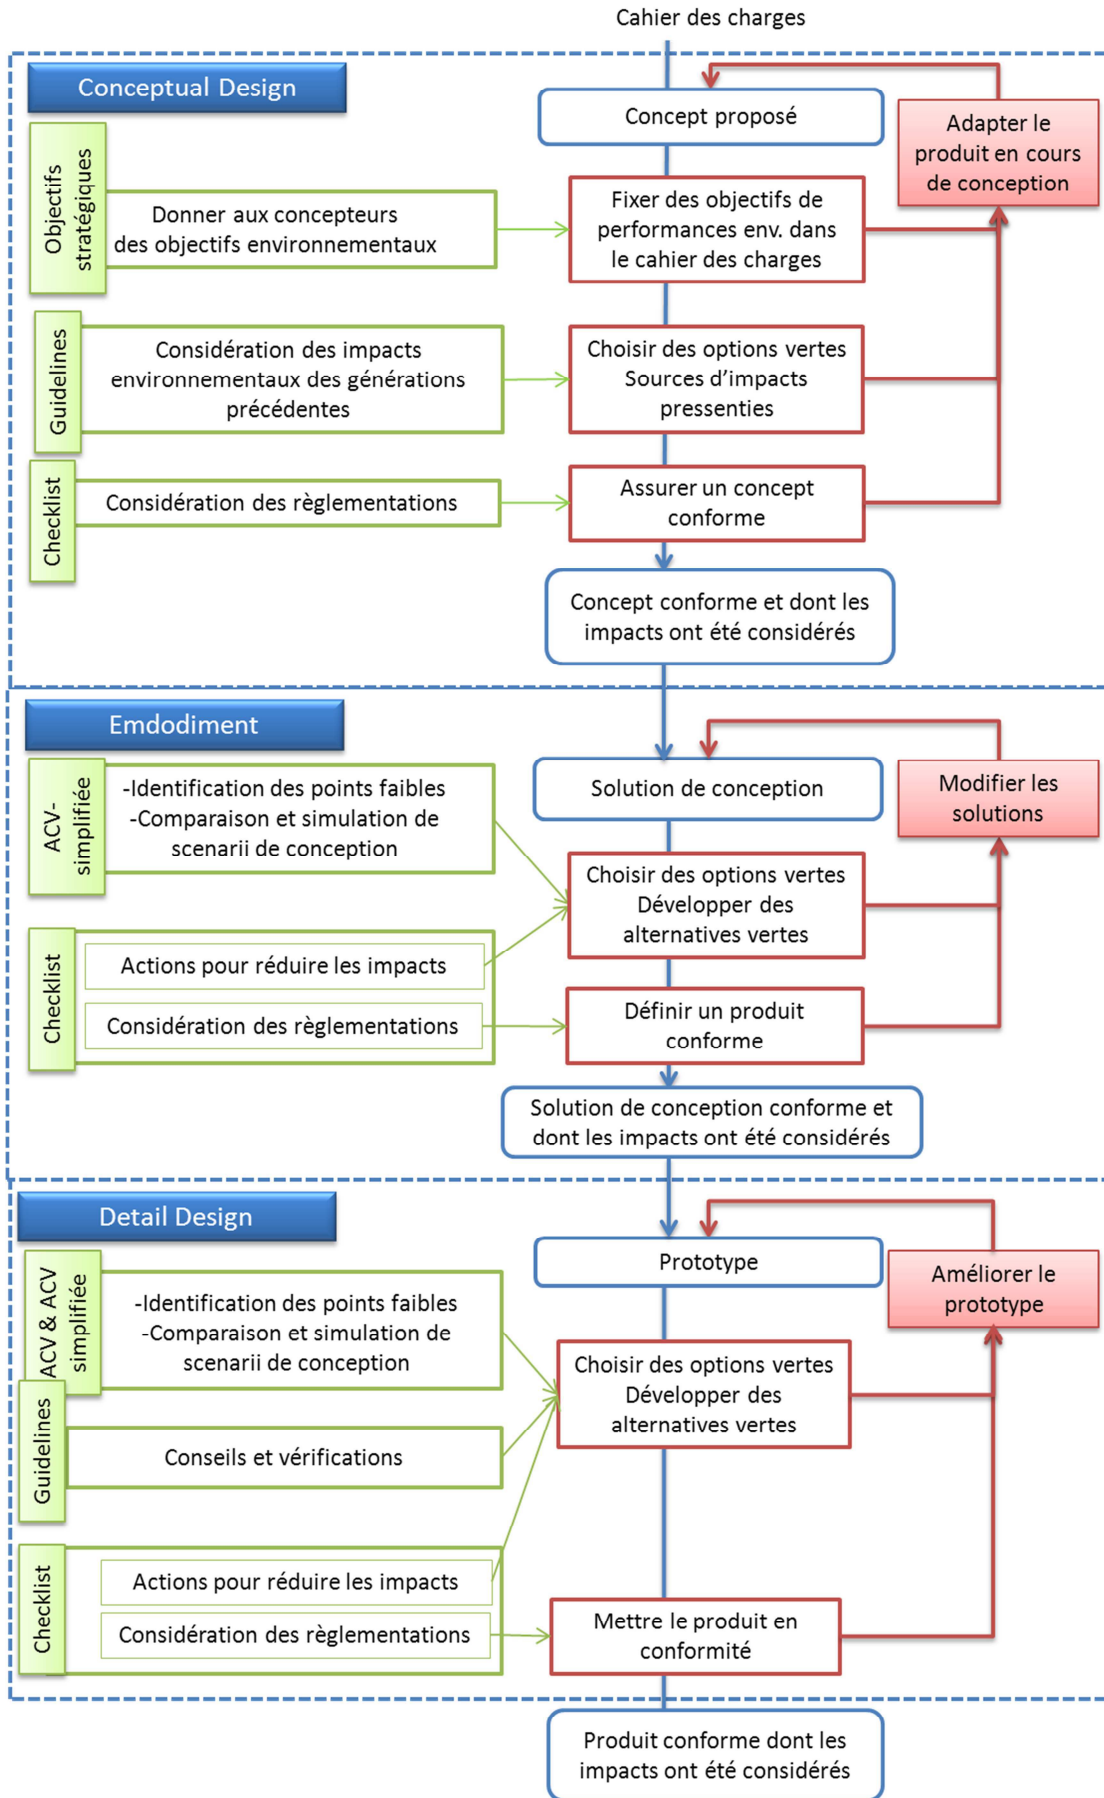 Cahier des charges
Conceptual Design
Concept proposé
Adapter le
produit en cours
de conception
Objectifs
stratégiques
Donner aux concepteurs
des objectifs environnementaux
Fixer des objectifs de
performances env. dans
le cahier des charges
Guidelines
Considération des impacts
environnementaux des générations
précédentes
Choisir des options vertes
Sources d'impacts
pressenties
Checklist
Considération des règlementations
Assurer un concept
conforme
Concept conforme et dont les
impacts ont été considérés
Emdodiment
Solution de conception
Modifier les
solutions
ACV-
simplifiée
-Identification des points faibles
-Comparaison et simulation de
scenarii de conception
Choisir des options vertes
Développer des
alternatives vertes
Checklist
Actions pour réduire les impacts
Considération des règlementations
Définir un produit
conforme
Solution de conception conforme et
dont les impacts ont été considérés
Detail Design
Prototype
Améliorer le
prototype
ACV & ACV
simplifiée
-Identification des points faibles
-Comparaison et simulation de
scenarii de conception
Choisir des options vertes
Développer des
alternatives vertes
Guidelines
Conseils et vérifications
Checklist
Actions pour réduire les impacts
Considération des règlementations
Mettre le produit en
conformité
Produit conforme dont les
impacts ont été considérés